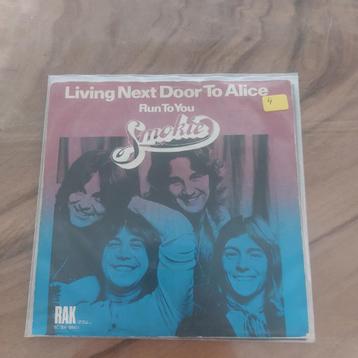 Living Next Door To Alice
Run To You
4
Smokie
RAK